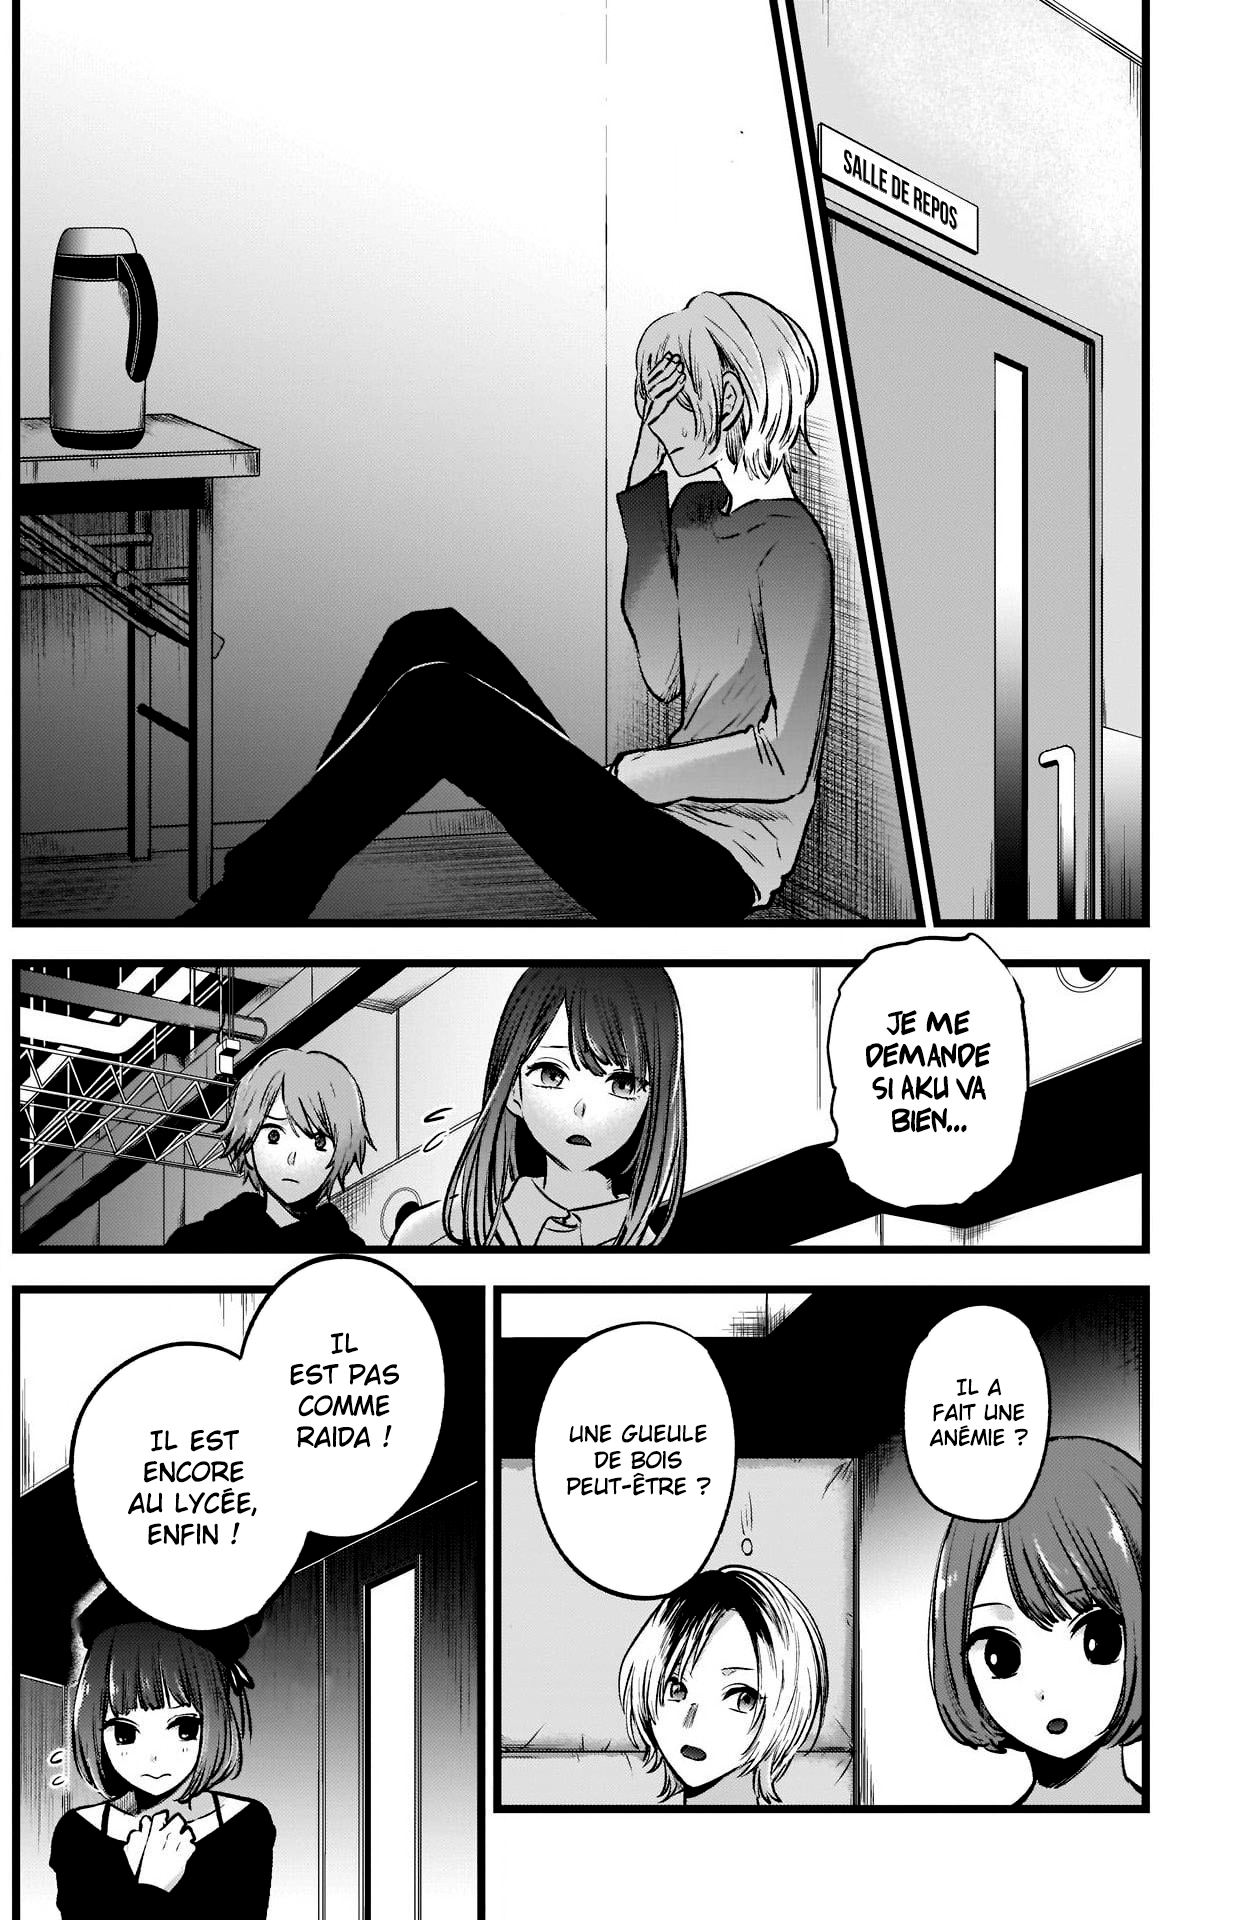 SALLE DE REPOS
JE ME
DEMANDE
SI AKU VA
BIEN...
IL A
FAIT UNE
ANÉMIE ?
UNE GUEULE
DE BOIS
PEUT-ÊTRE ?
IL
EST PAS
COMME
RAIDA !
IL EST
ENCORE
AU LYCÉE,
ENFIN !